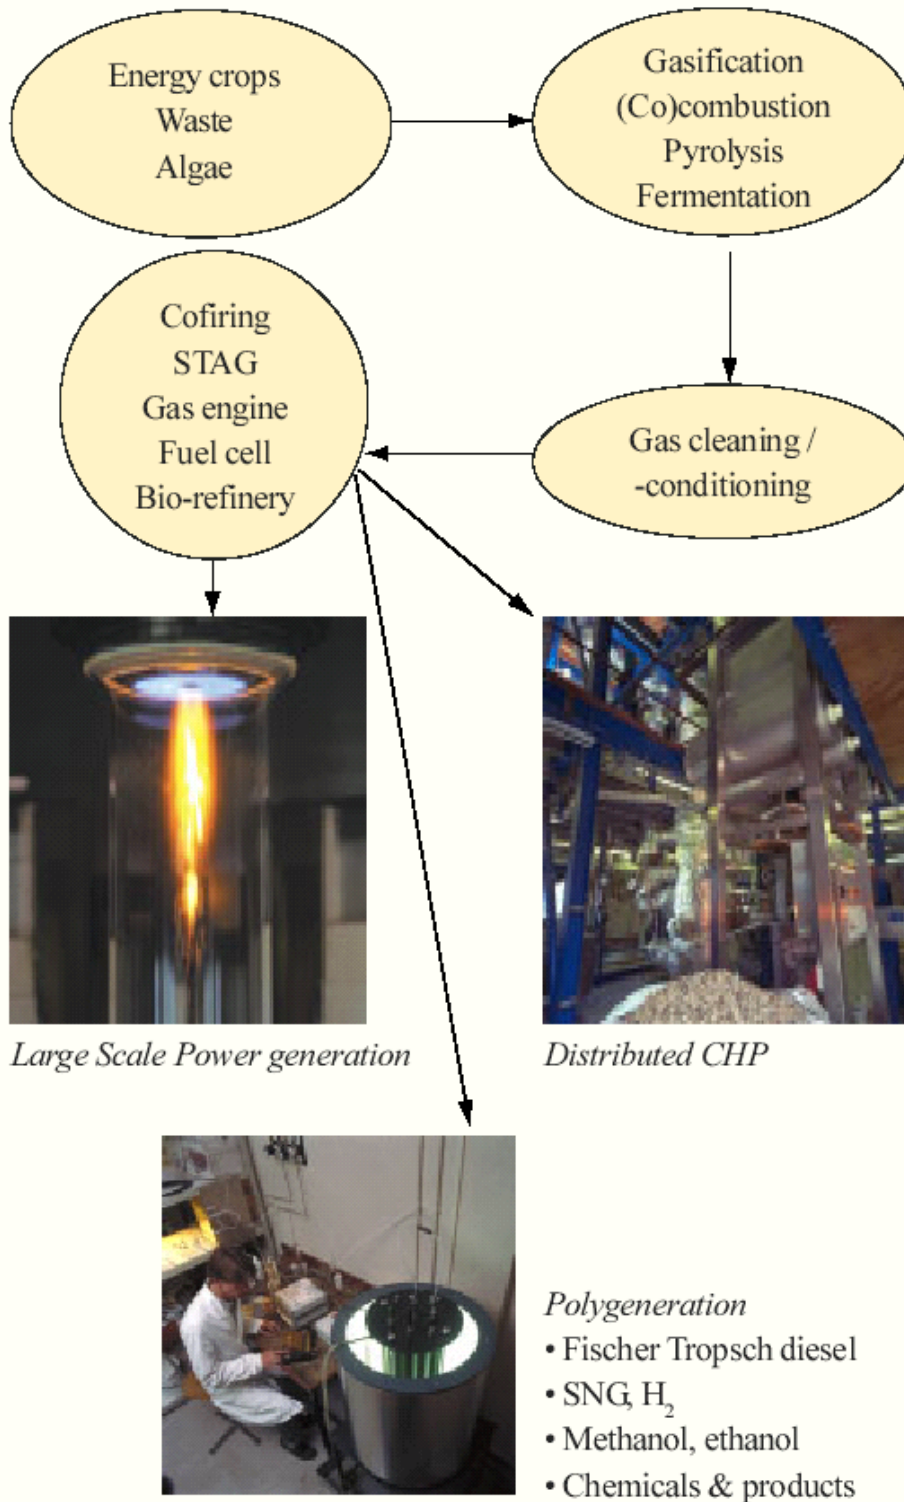 Energy crops
Waste
Algae
Gasification
(Co)combustion
Pyrolysis
Fermentation
Gas cleaning /
-conditioning
Cofiring
STAG
Gas engine
Fuel cell
Bio-refinery
Large Scale Power generation
Distributed CHP
Polygeneration
• Fischer Tropsch diesel
• SNG, H₂
• Methanol, ethanol
• Chemicals & products